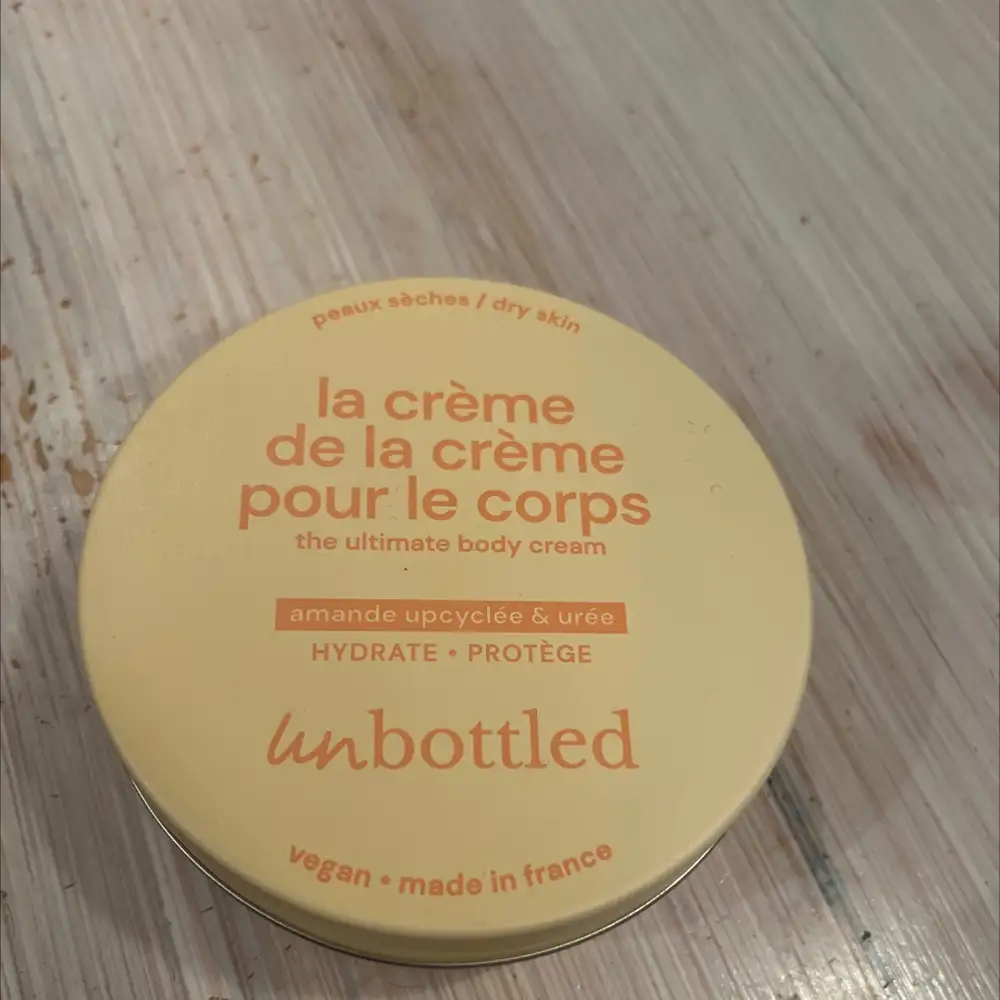 peaux sèches / dry skin
la crème
de la crème
pour le corps
the ultimate body cream
amande upcyclée & urée
HYDRATE • PROTÈGE
unbottled
vegan • made in france